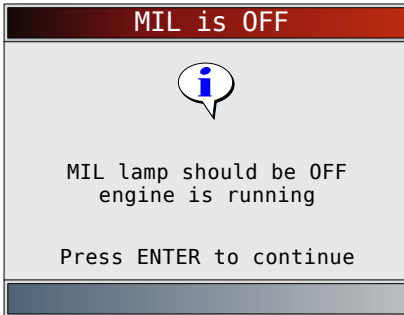 MIL is OFF
MIL lamp should be OFF
engine is running
Press ENTER to continue